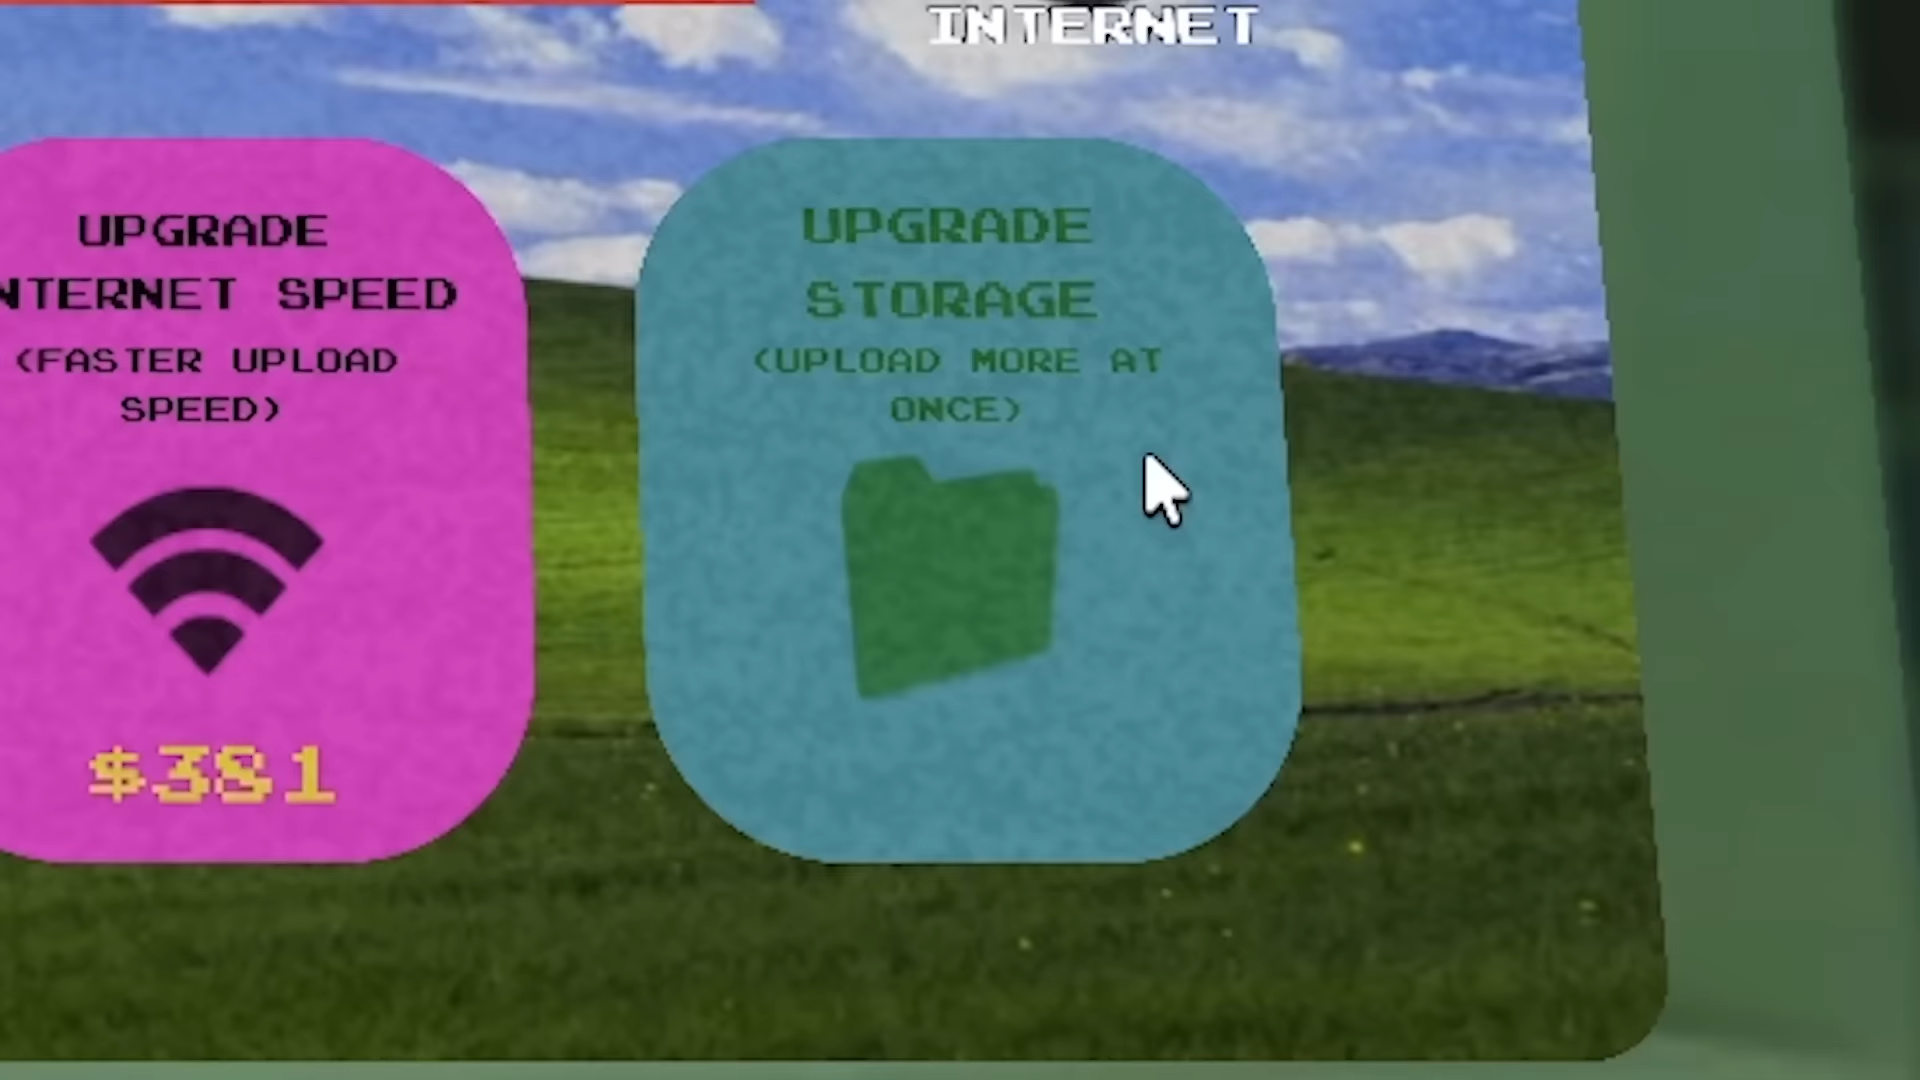 INTERNET
UPGRADE
NTERNET SPEED
(FASTER UPLOAD
SPEED)
$381
UPGRADE
STORAGE
(UPLOAD MORE AT
ONCE)